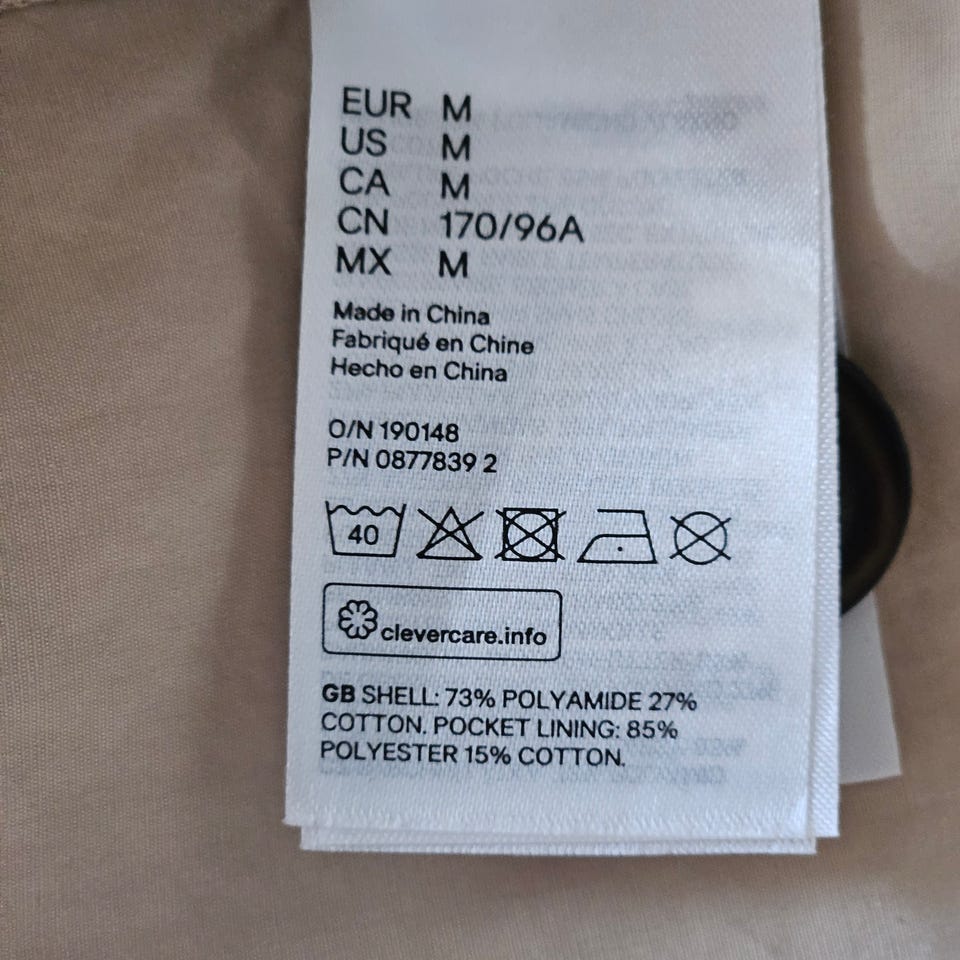 EUR M
US M
CA M
CN 170/96A
MX M
Made in China
Fabriqué en Chine
Hecho en China
O/N 190148
P/N 0877839 2
40
clevercare.info
GB SHELL: 73% POLYAMIDE 27%
COTTON. POCKET LINING: 85%
POLYESTER 15% COTTON.